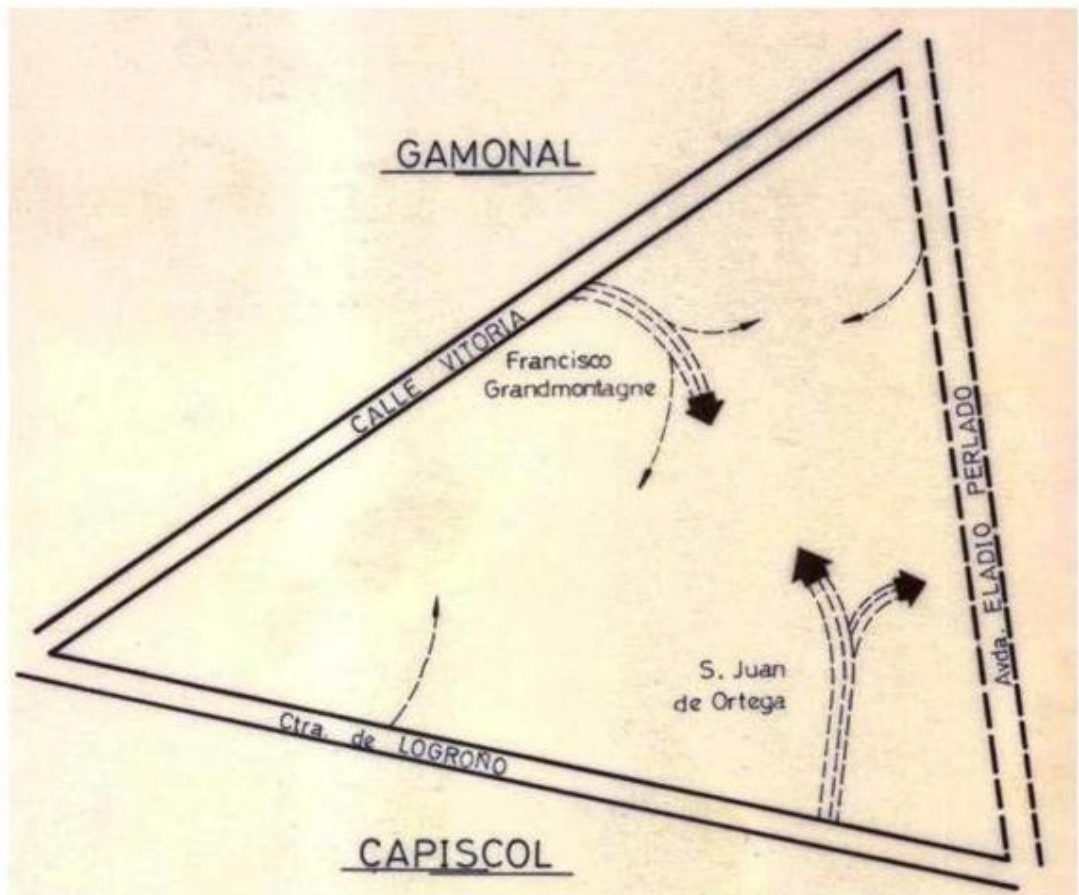 GAMONAL
CALLE VITORIA
Francisco
Grandmontagne
Avda. ELADIO PERLADO
S. Juan
de Ortega
Ctra. de LOGROÑO
CAPISCOL